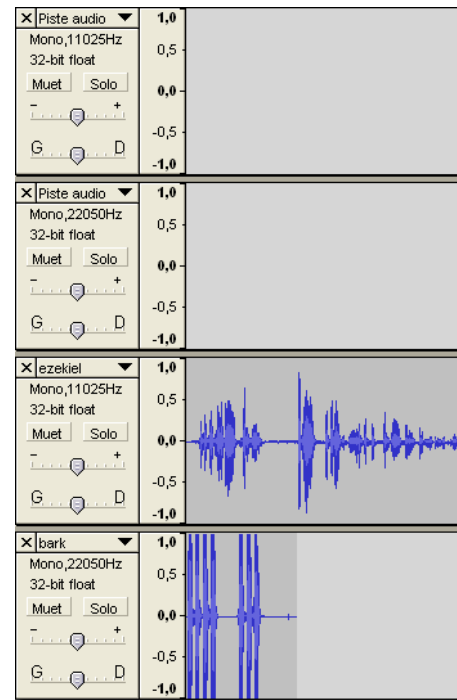 Piste audio
Mono,11025Hz
32-bit float
Muet Solo
- +
G D
1,0
0,5
0,0
-0,5
-1,0
Piste audio
Mono,22050Hz
32-bit float
Muet Solo
- +
G D
1,0
0,5
0,0
-0,5
-1,0
ezekiel
Mono,11025Hz
32-bit float
Muet Solo
- +
G D
1,0
0,5
0,0
-0,5
-1,0
bark
Mono,22050Hz
32-bit float
Muet Solo
- +
G D
1,0
0,5
0,0
-0,5
-1,0